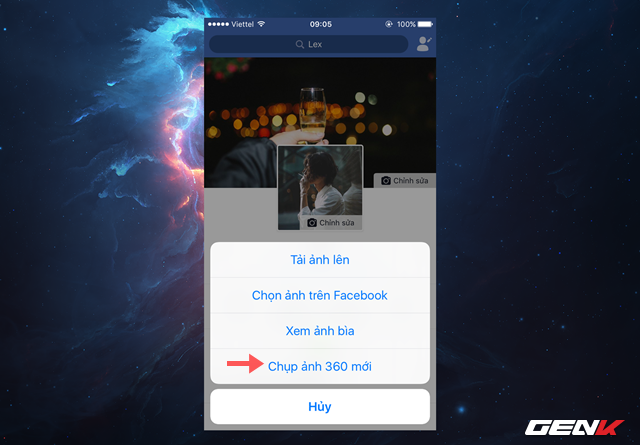 Viettel 09:05 100%
Lex
Chỉnh sửa
Chỉnh sửa
Tải ảnh lên
Chọn ảnh trên Facebook
Xem ảnh bìa
Chụp ảnh 360 mới
Hủy
GENK